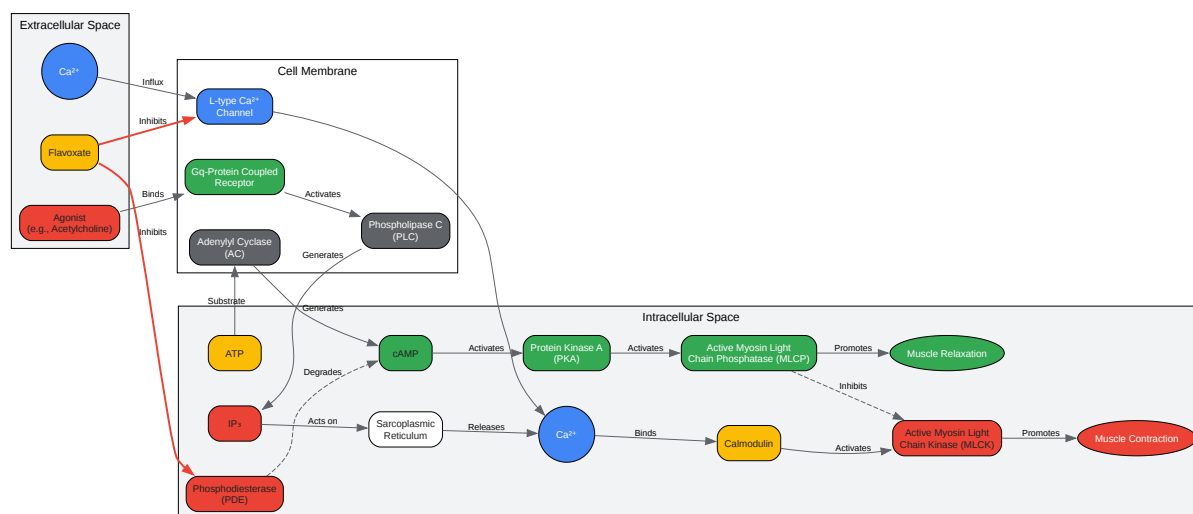 Extracellular Space
Ca²⁺
Flavoxate
Agonist
(e.g., Acetylcholine)
Influx
Inhibits
Binds
Inhibits
Cell Membrane
L-type Ca²⁺
Channel
Gq-Protein Coupled
Receptor
Activates
Phospholipase C
(PLC)
Adenylyl Cyclase
(AC)
Generates
Substrate
Generates
Intracellular Space
ATP
cAMP
Activates
Protein Kinase A
(PKA)
Activates
Active Myosin Light
Chain Phosphatase (MLCP)
Promotes
Muscle Relaxation
Degrades
Inhibits
IP₃
Acts on
Sarcoplasmic
Reticulum
Releases
Ca²⁺
Binds
Calmodulin
Activates
Active Myosin Light
Chain Kinase (MLCK)
Promotes
Muscle Contraction
Phosphodiesterase
(PDE)